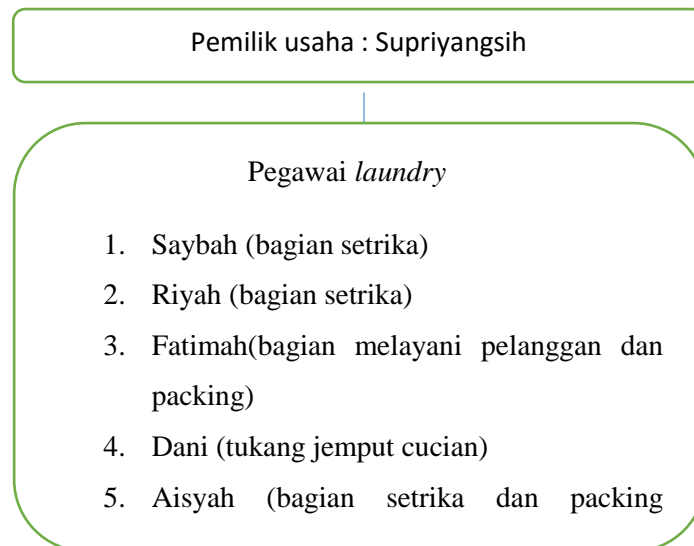 Pemilik usaha : Supriyangsih
Pegawai laundry
1. Saybah (bagian setrika)
2. Riyah (bagian setrika)
3. Fatimah(bagian melayani pelanggan dan
packing)
4. Dani (tukang jemput cucian)
5. Aisyah (bagian setrika dan packing